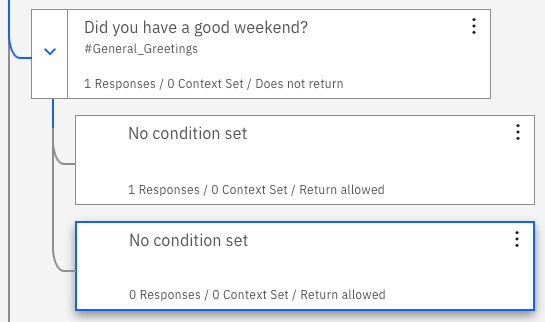 Did you have a good weekend?
#General_Greetings
1 Responses / 0 Context Set / Does not return
No condition set
1 Responses / 0 Context Set / Return allowed
No condition set
0 Responses / 0 Context Set / Return allowed